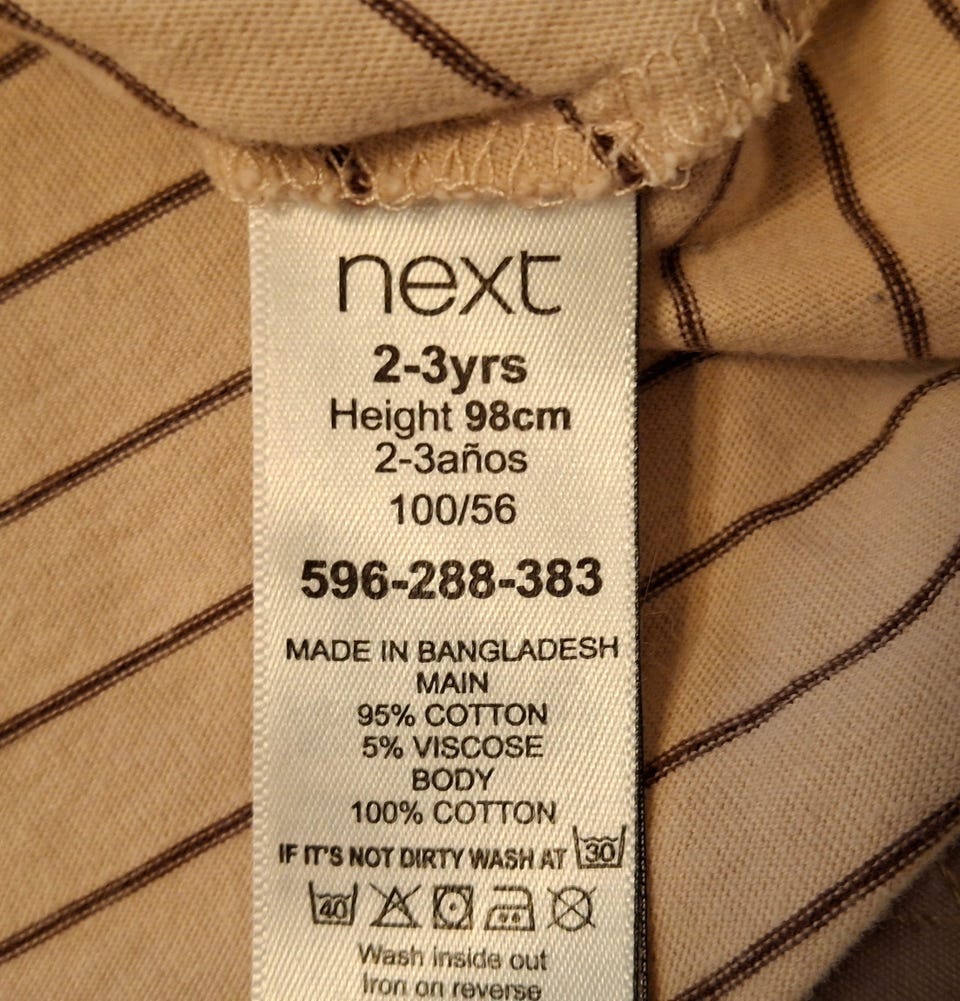 next
2-3yrs
Height 98cm
2-3años
100/56
596-288-383
MADE IN BANGLADESH
MAIN
95% COTTON
5% VISCOSE
BODY
100% COTTON
IF IT'S NOT DIRTY WASH AT 30
40
Wash inside out
Iron on reverse